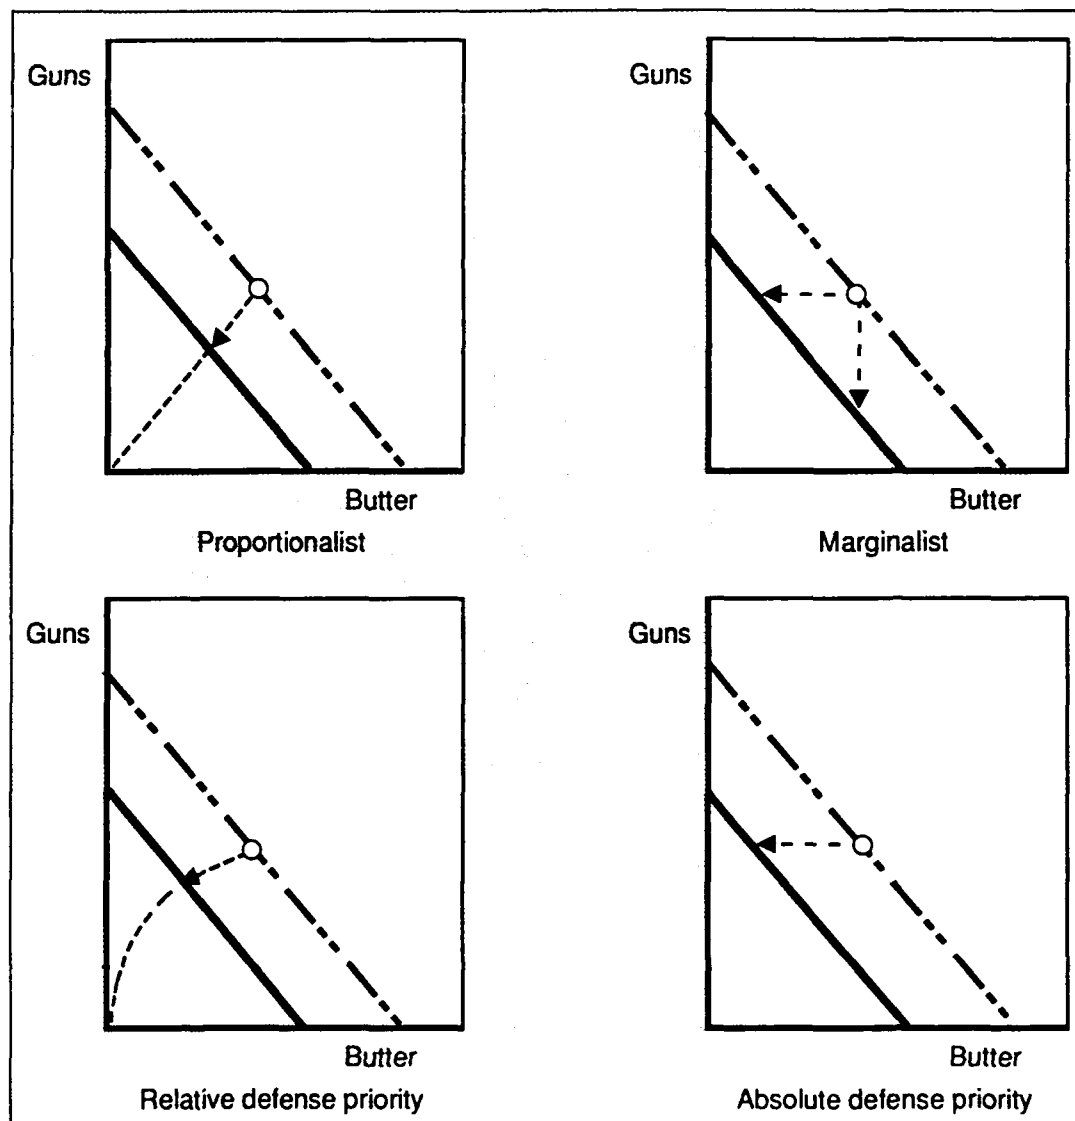 Guns
Butter
Proportionalist
Guns
Butter
Marginalist
Guns
Butter
Relative defense priority
Guns
Butter
Absolute defense priority